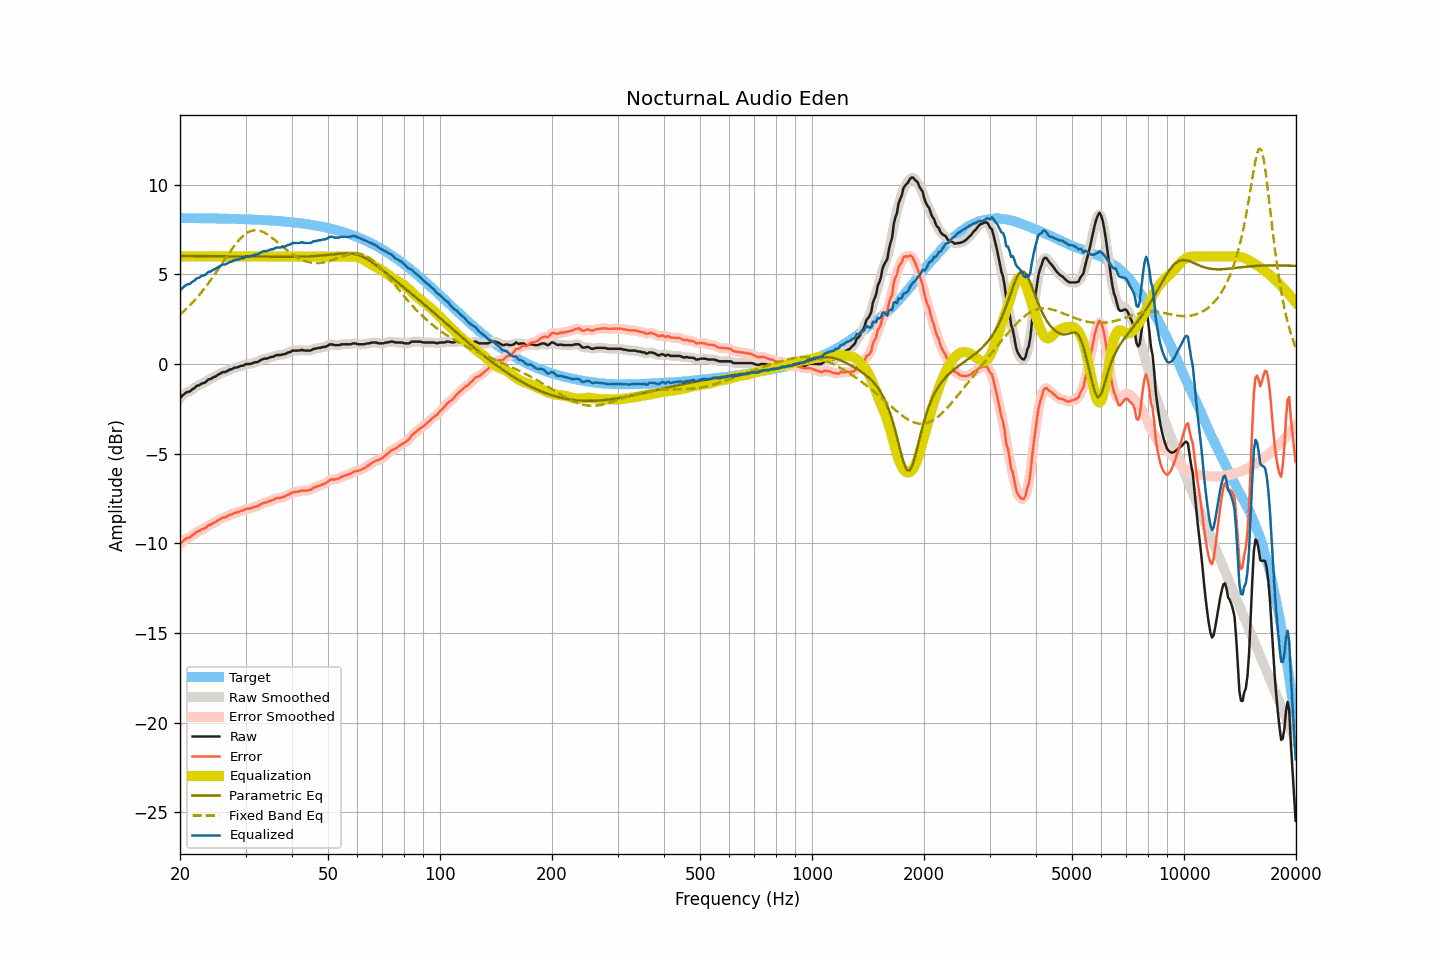 NocturnaL Audio Eden
Amplitude (dBr)
10
5
0
−5
−10
−15
−20
−25
Target
Raw Smoothed
Error Smoothed
Raw
Error
Equalization
Parametric Eq
Fixed Band Eq
Equalized
20 50 100 200 500 1000 2000 5000 10000 20000
Frequency (Hz)